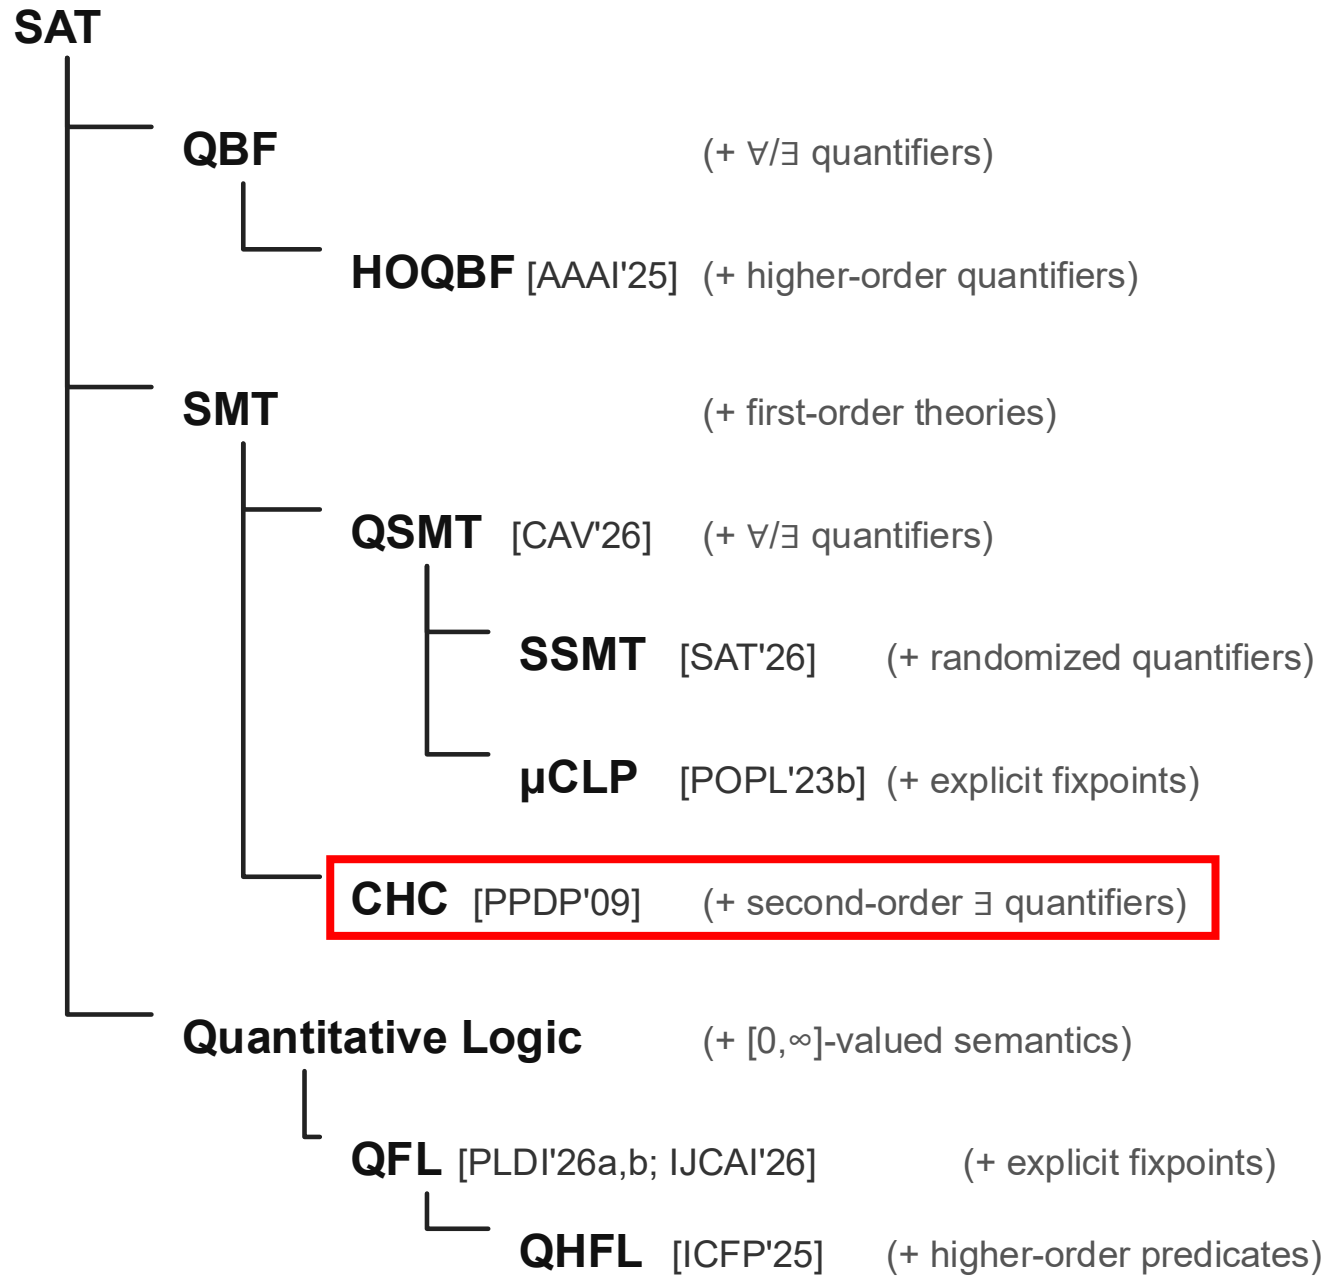 SAT
QBF (+ ∀/∃ quantifiers)
HOQBF [AAAI'25] (+ higher-order quantifiers)
SMT (+ first-order theories)
QSMT [CAV'26] (+ ∀/∃ quantifiers)
SSMT [SAT'26] (+ randomized quantifiers)
μCLP [POPL'23b] (+ explicit fixpoints)
CHC [PPDP'09] (+ second-order ∃ quantifiers)
Quantitative Logic (+ [0,∞]-valued semantics)
QFL [PLDI'26a,b; IJCAI'26] (+ explicit fixpoints)
QHFL [ICFP'25] (+ higher-order predicates)